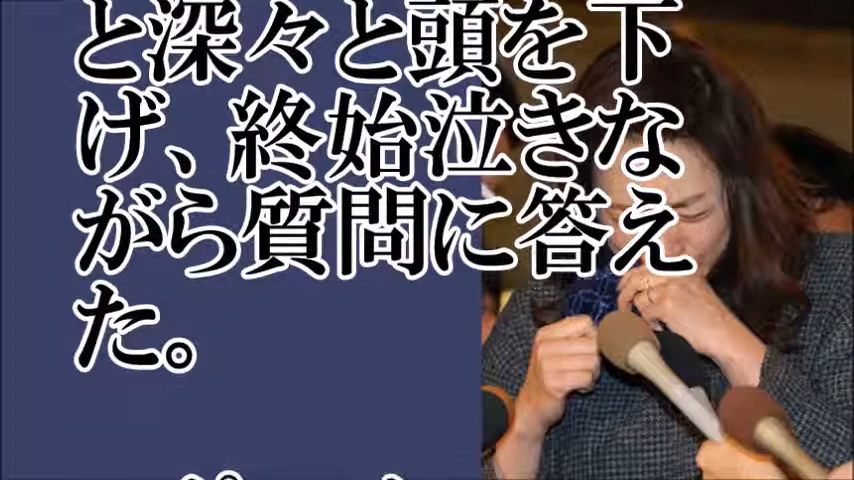 と深々と頭を下
げ、終始泣きな
がら質問に答え
た。